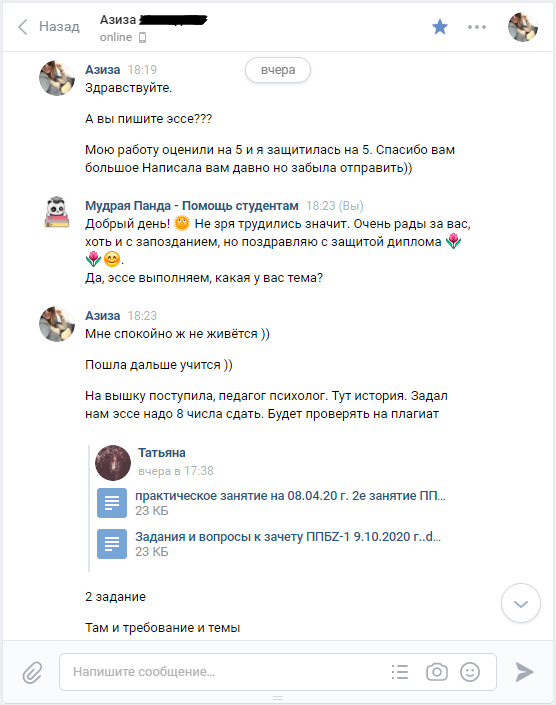 Назад
Азиза
online
вчера
Азиза 18:19
Здравствуйте.
А вы пишите эссе???
Мою работу оценили на 5 и я защитилась на 5. Спасибо вам
большое Написала вам давно но забыла отправить))
Мудрая Панда - Помощь студентам 18:23 (Вы)
Добрый день! 🌞 Не зря трудились значит. Очень рады за вас,
хоть и с запозданием, но поздравляю с защитой диплома 🌷
🌷😊.
Да, эссе выполняем, какая у вас тема?
Азиза 18:23
Мне спокойно ж не живётся ))
Пошла дальше учится ))
На вышку поступила, педагог психолог. Тут история. Задал
нам эссе надо 8 числа сдать. Будет проверять на плагиат
Татьяна
вчера в 17:38
практическое занятие на 08.04.20 г. 2е занятие ПП...
23 КБ
Задания и вопросы к зачету ППБZ-1 9.10.2020 г..d...
23 КБ
2 задание
Там и требование и темы
Напишите сообщение...